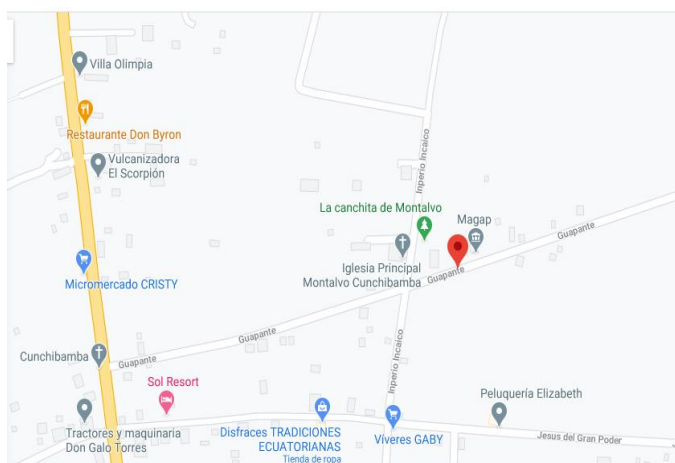 Villa Olimpia
Restaurante Don Byron
Vulcanizadora
El Scorpión
Inperio Incaico
La canchita de Montalvo
Magap
Guapante
Iglesia Principal
Montalvo Cunchibamba
Guapante
Micromercado CRISTY
Guapante
Cunchibamba
Guapante
Inperio Incaico
Sol Resort
Peluquería Elizabeth
Tractores y maquinaria
Don Galo Torres
Disfraces TRADICIONES
ECUATORIANAS
Tienda de ropa
Víveres GABY
Jesus del Gran Poder